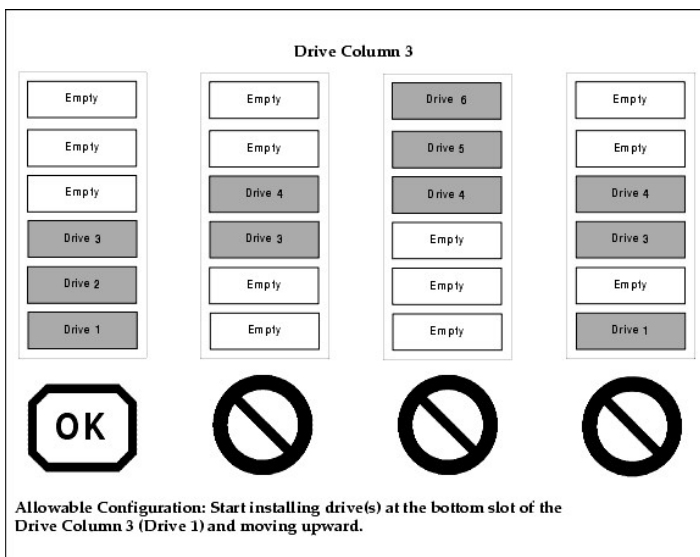 Drive Column 3
Empty
Empty
Empty
Drive 3
Drive 2
Drive 1
Empty
Empty
Drive 4
Drive 3
Empty
Empty
Drive 6
Drive 5
Drive 4
Empty
Empty
Empty
Empty
Empty
Drive 4
Drive 3
Empty
Drive 1
OK
Allowable Configuration: Start installing drive(s) at the bottom slot of the
Drive Column 3 (Drive 1) and moving upward.